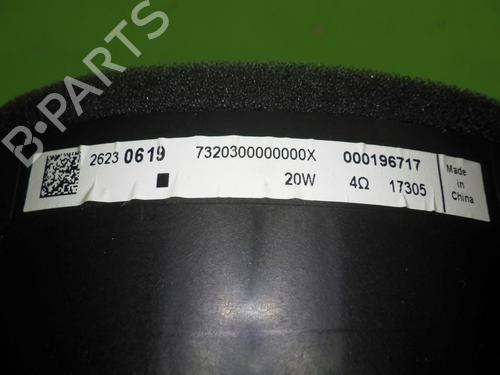 2623 0619 7320300000000X 000196717
20W 4Ω 17305
Made
in
China
B-PARTS